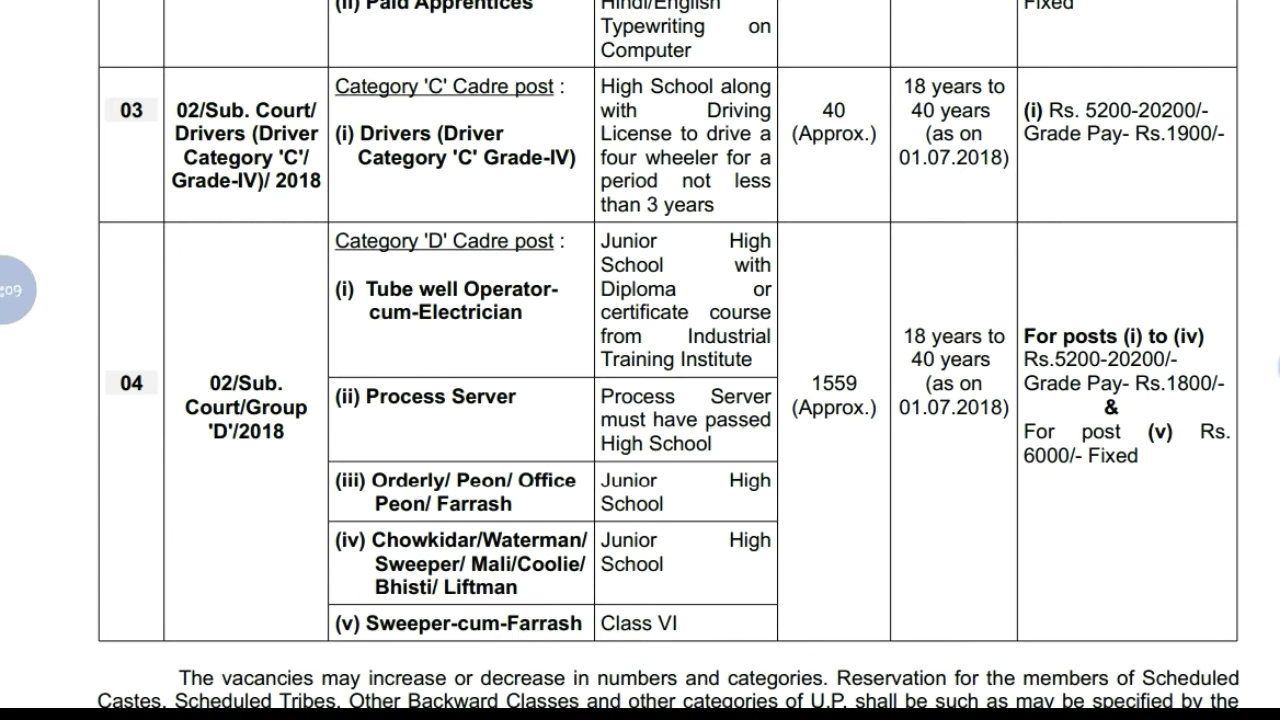 (ii) Paid Apprentices
Hindi/English
Typewriting on
Computer
Fixed
03
02/Sub. Court/
Drivers (Driver
Category 'C'/
Grade-IV)/ 2018
Category 'C' Cadre post :
(i) Drivers (Driver
Category 'C' Grade-IV)
High School along
with Driving
License to drive a
four wheeler for a
period not less
than 3 years
40
(Approx.)
18 years to
40 years
(as on
01.07.2018)
(i) Rs. 5200-20200/-
Grade Pay- Rs.1900/-
04
02/Sub.
Court/Group
'D'/2018
Category 'D' Cadre post :
(i) Tube well Operator-
cum-Electrician
Junior High
School with
Diploma or
certificate course
from Industrial
Training Institute
(ii) Process Server
Process Server
must have passed
High School
(iii) Orderly/ Peon/ Office
Peon/ Farrash
Junior High
School
(iv) Chowkidar/Waterman/
Sweeper/ Mali/Coolie/
Bhisti/ Liftman
Junior High
School
(v) Sweeper-cum-Farrash
Class VI
1559
(Approx.)
18 years to
40 years
(as on
01.07.2018)
For posts (i) to (iv)
Rs.5200-20200/-
Grade Pay- Rs.1800/-
&
For post (v) Rs.
6000/- Fixed
:09
The vacancies may increase or decrease in numbers and categories. Reservation for the members of Scheduled
Castes, Scheduled Tribes, Other Backward Classes and other categories of U.P. shall be such as may be specified by the